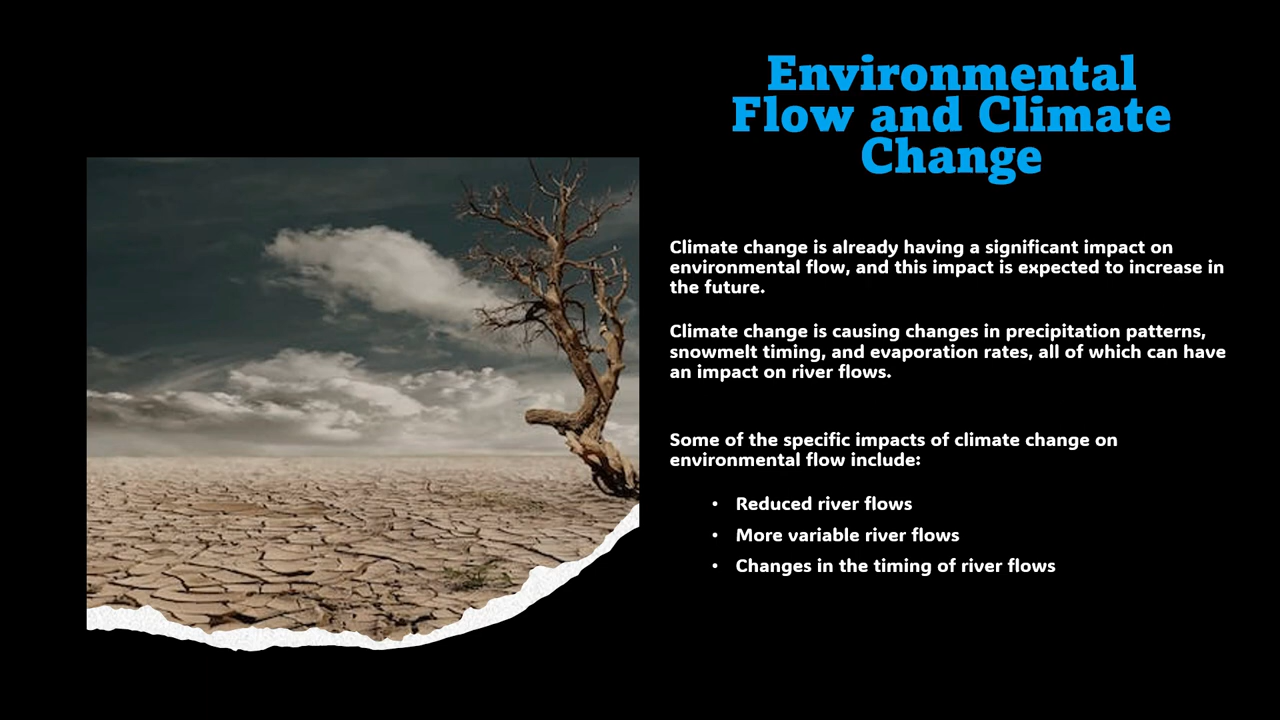 Environmental
Flow and Climate
Change
Climate change is already having a significant impact on
environmental flow, and this impact is expected to increase in
the future.
Climate change is causing changes in precipitation patterns,
snowmelt timing, and evaporation rates, all of which can have
an impact on river flows.
Some of the specific impacts of climate change on
environmental flow include:
• Reduced river flows
• More variable river flows
• Changes in the timing of river flows